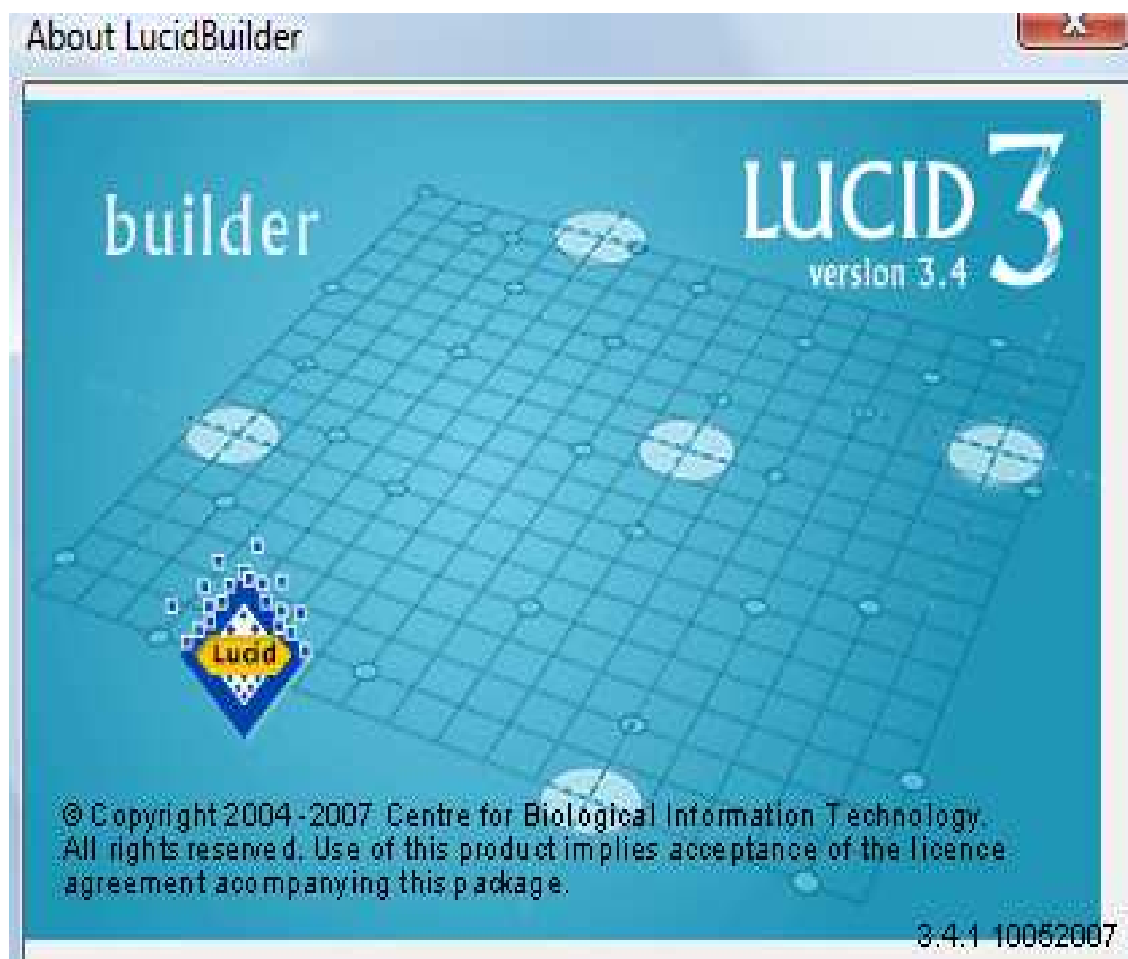 About LucidBuilder
X
builder
LUCID 3
version 3.4
Lucid
© Copyright 2004-2007 Centre for Biological Information Technology.
All rights reserved. Use of this product implies acceptance of the licence
agreement acompanying this package.
3.4.1 10052007